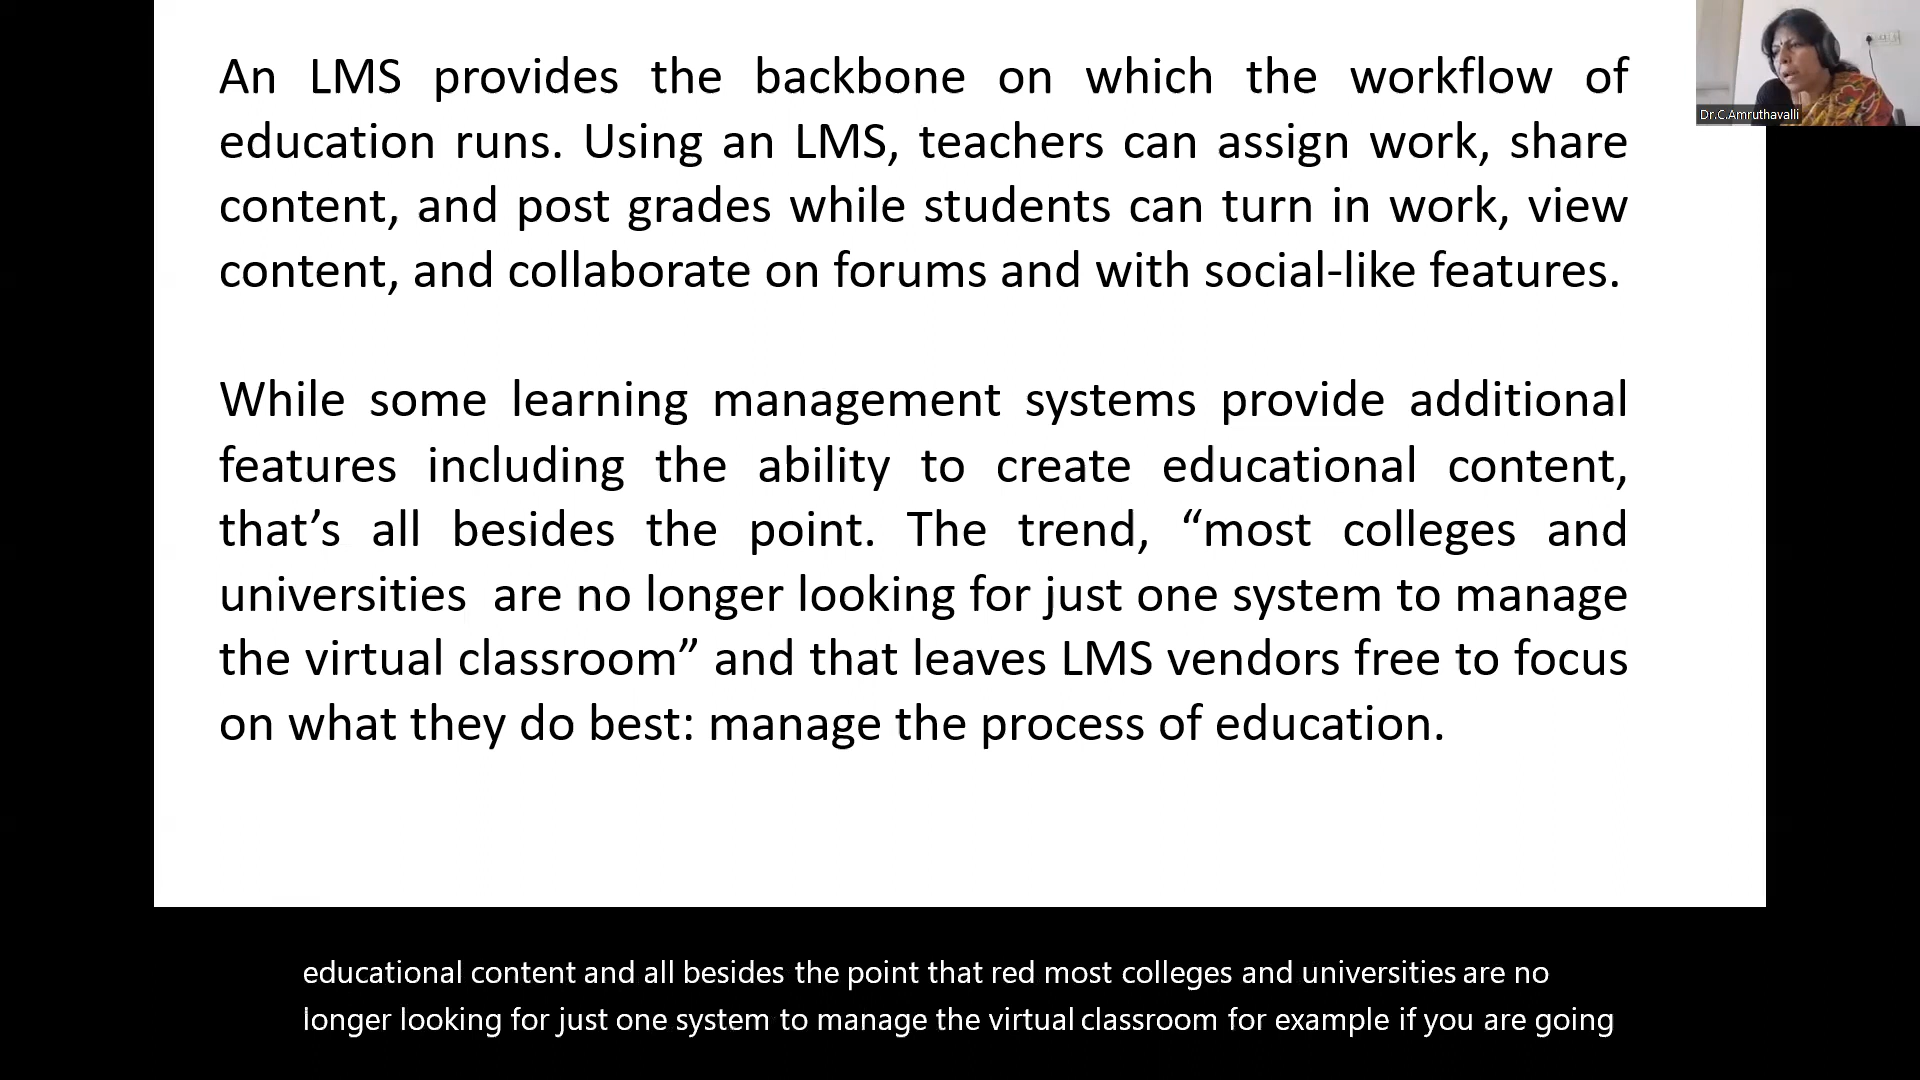 An LMS provides the backbone on which the workflow of
education runs. Using an LMS, teachers can assign work, share
content, and post grades while students can turn in work, view
content, and collaborate on forums and with social-like features.
While some learning management systems provide additional
features including the ability to create educational content,
that’s all besides the point. The trend, “most colleges and
universities are no longer looking for just one system to manage
the virtual classroom” and that leaves LMS vendors free to focus
on what they do best: manage the process of education.
Dr.C.Amruthavalli
educational content and all besides the point that red most colleges and universities are no
longer looking for just one system to manage the virtual classroom for example if you are going